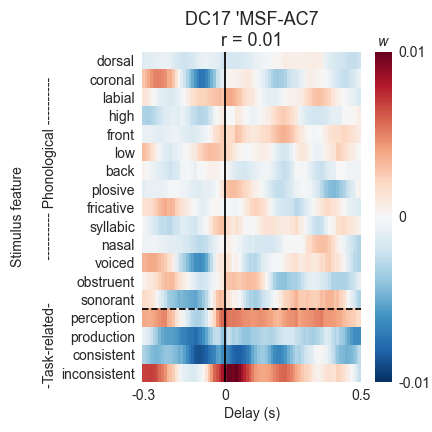 DC17 'MSF-AC7
r = 0.01
w
0.01
0
-0.01
Stimulus feature
-Task-related- ---------- Phonological ----------
dorsal
coronal
labial
high
front
low
back
plosive
fricative
syllabic
nasal
voiced
obstruent
sonorant
perception
production
consistent
inconsistent
-0.3
0
0.5
Delay (s)